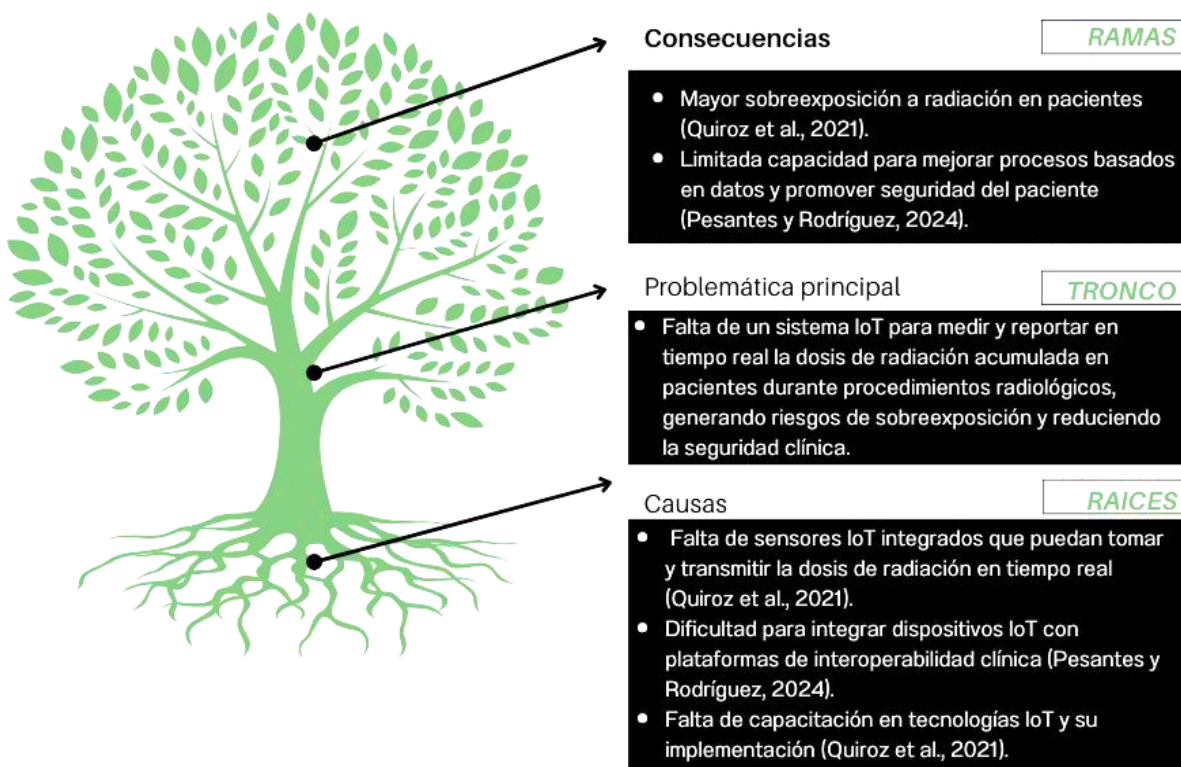 Consecuencias
RAMAS
• Mayor sobreexposición a radiación en pacientes
(Quiroz et al., 2021).
• Limitada capacidad para mejorar procesos basados
en datos y promover seguridad del paciente
(Pesantes y Rodríguez, 2024).
Problemática principal
TRONCO
• Falta de un sistema IoT para medir y reportar en
tiempo real la dosis de radiación acumulada en
pacientes durante procedimientos radiológicos,
generando riesgos de sobreexposición y reduciendo
la seguridad clínica.
Causas
RAICES
• Falta de sensores IoT integrados que puedan tomar
y transmitir la dosis de radiación en tiempo real
(Quiroz et al., 2021).
• Dificultad para integrar dispositivos IoT con
plataformas de interoperabilidad clínica (Pesantes y
Rodríguez, 2024).
• Falta de capacitación en tecnologías IoT y su
implementación (Quiroz et al., 2021).